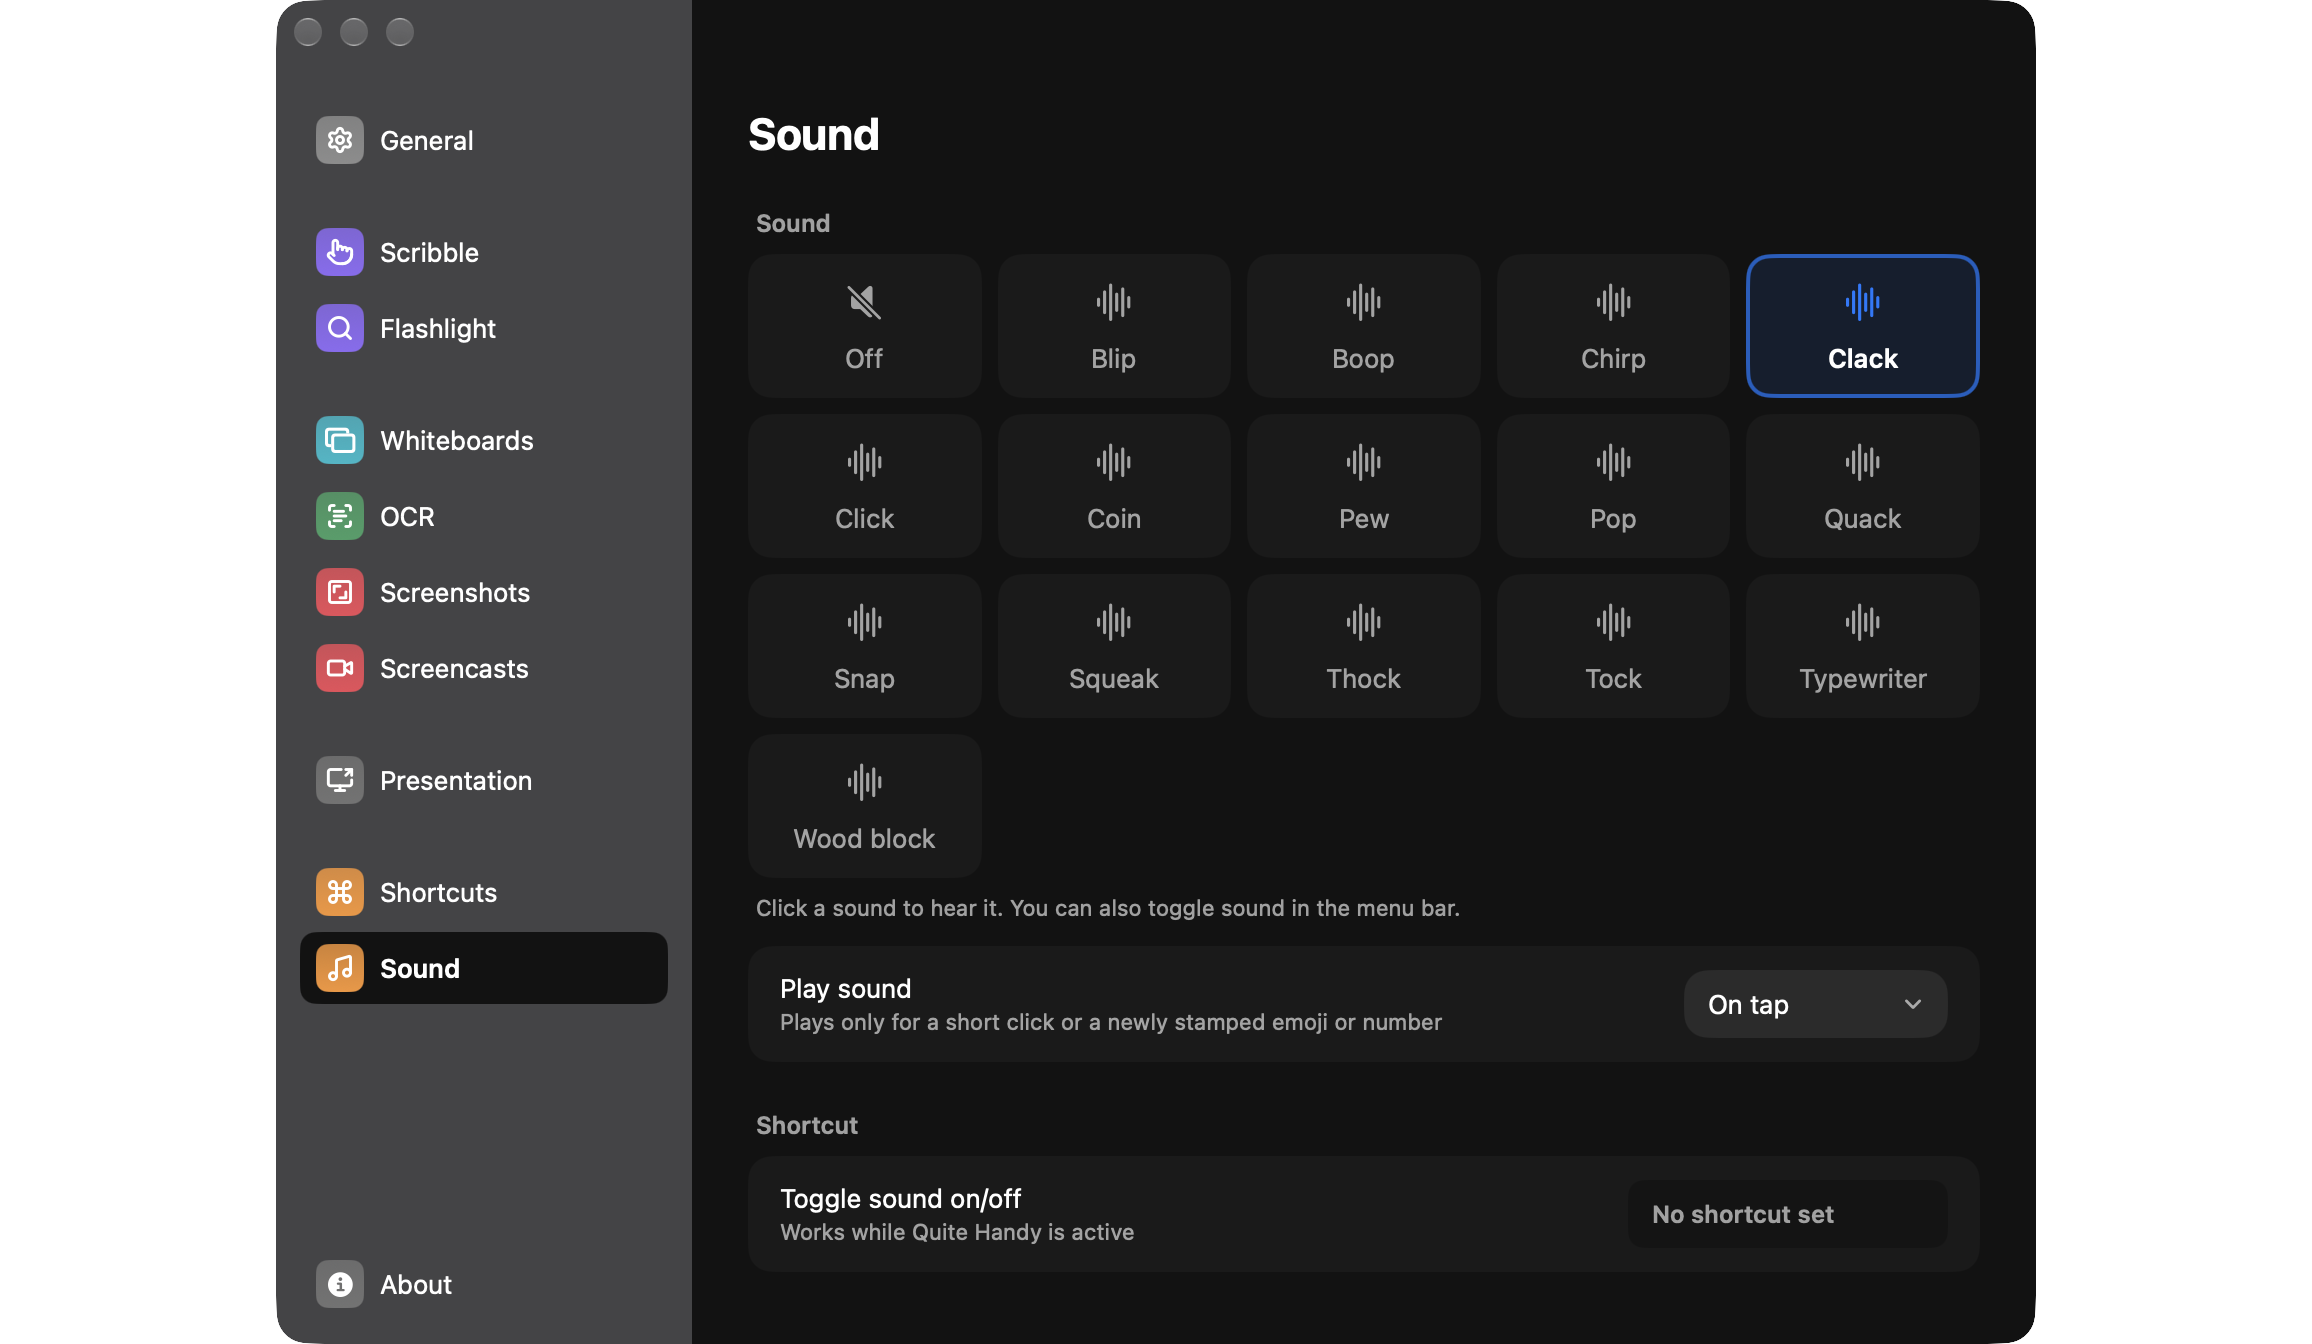 General
Scribble
Flashlight
Whiteboards
OCR
Screenshots
Screencasts
Presentation
Shortcuts
Sound
About
Sound
Sound
Off
Blip
Boop
Chirp
Clack
Click
Coin
Pew
Pop
Quack
Snap
Squeak
Thock
Tock
Typewriter
Wood block
Click a sound to hear it. You can also toggle sound in the menu bar.
Play sound
Plays only for a short click or a newly stamped emoji or number
On tap
Shortcut
Toggle sound on/off
Works while Quite Handy is active
No shortcut set